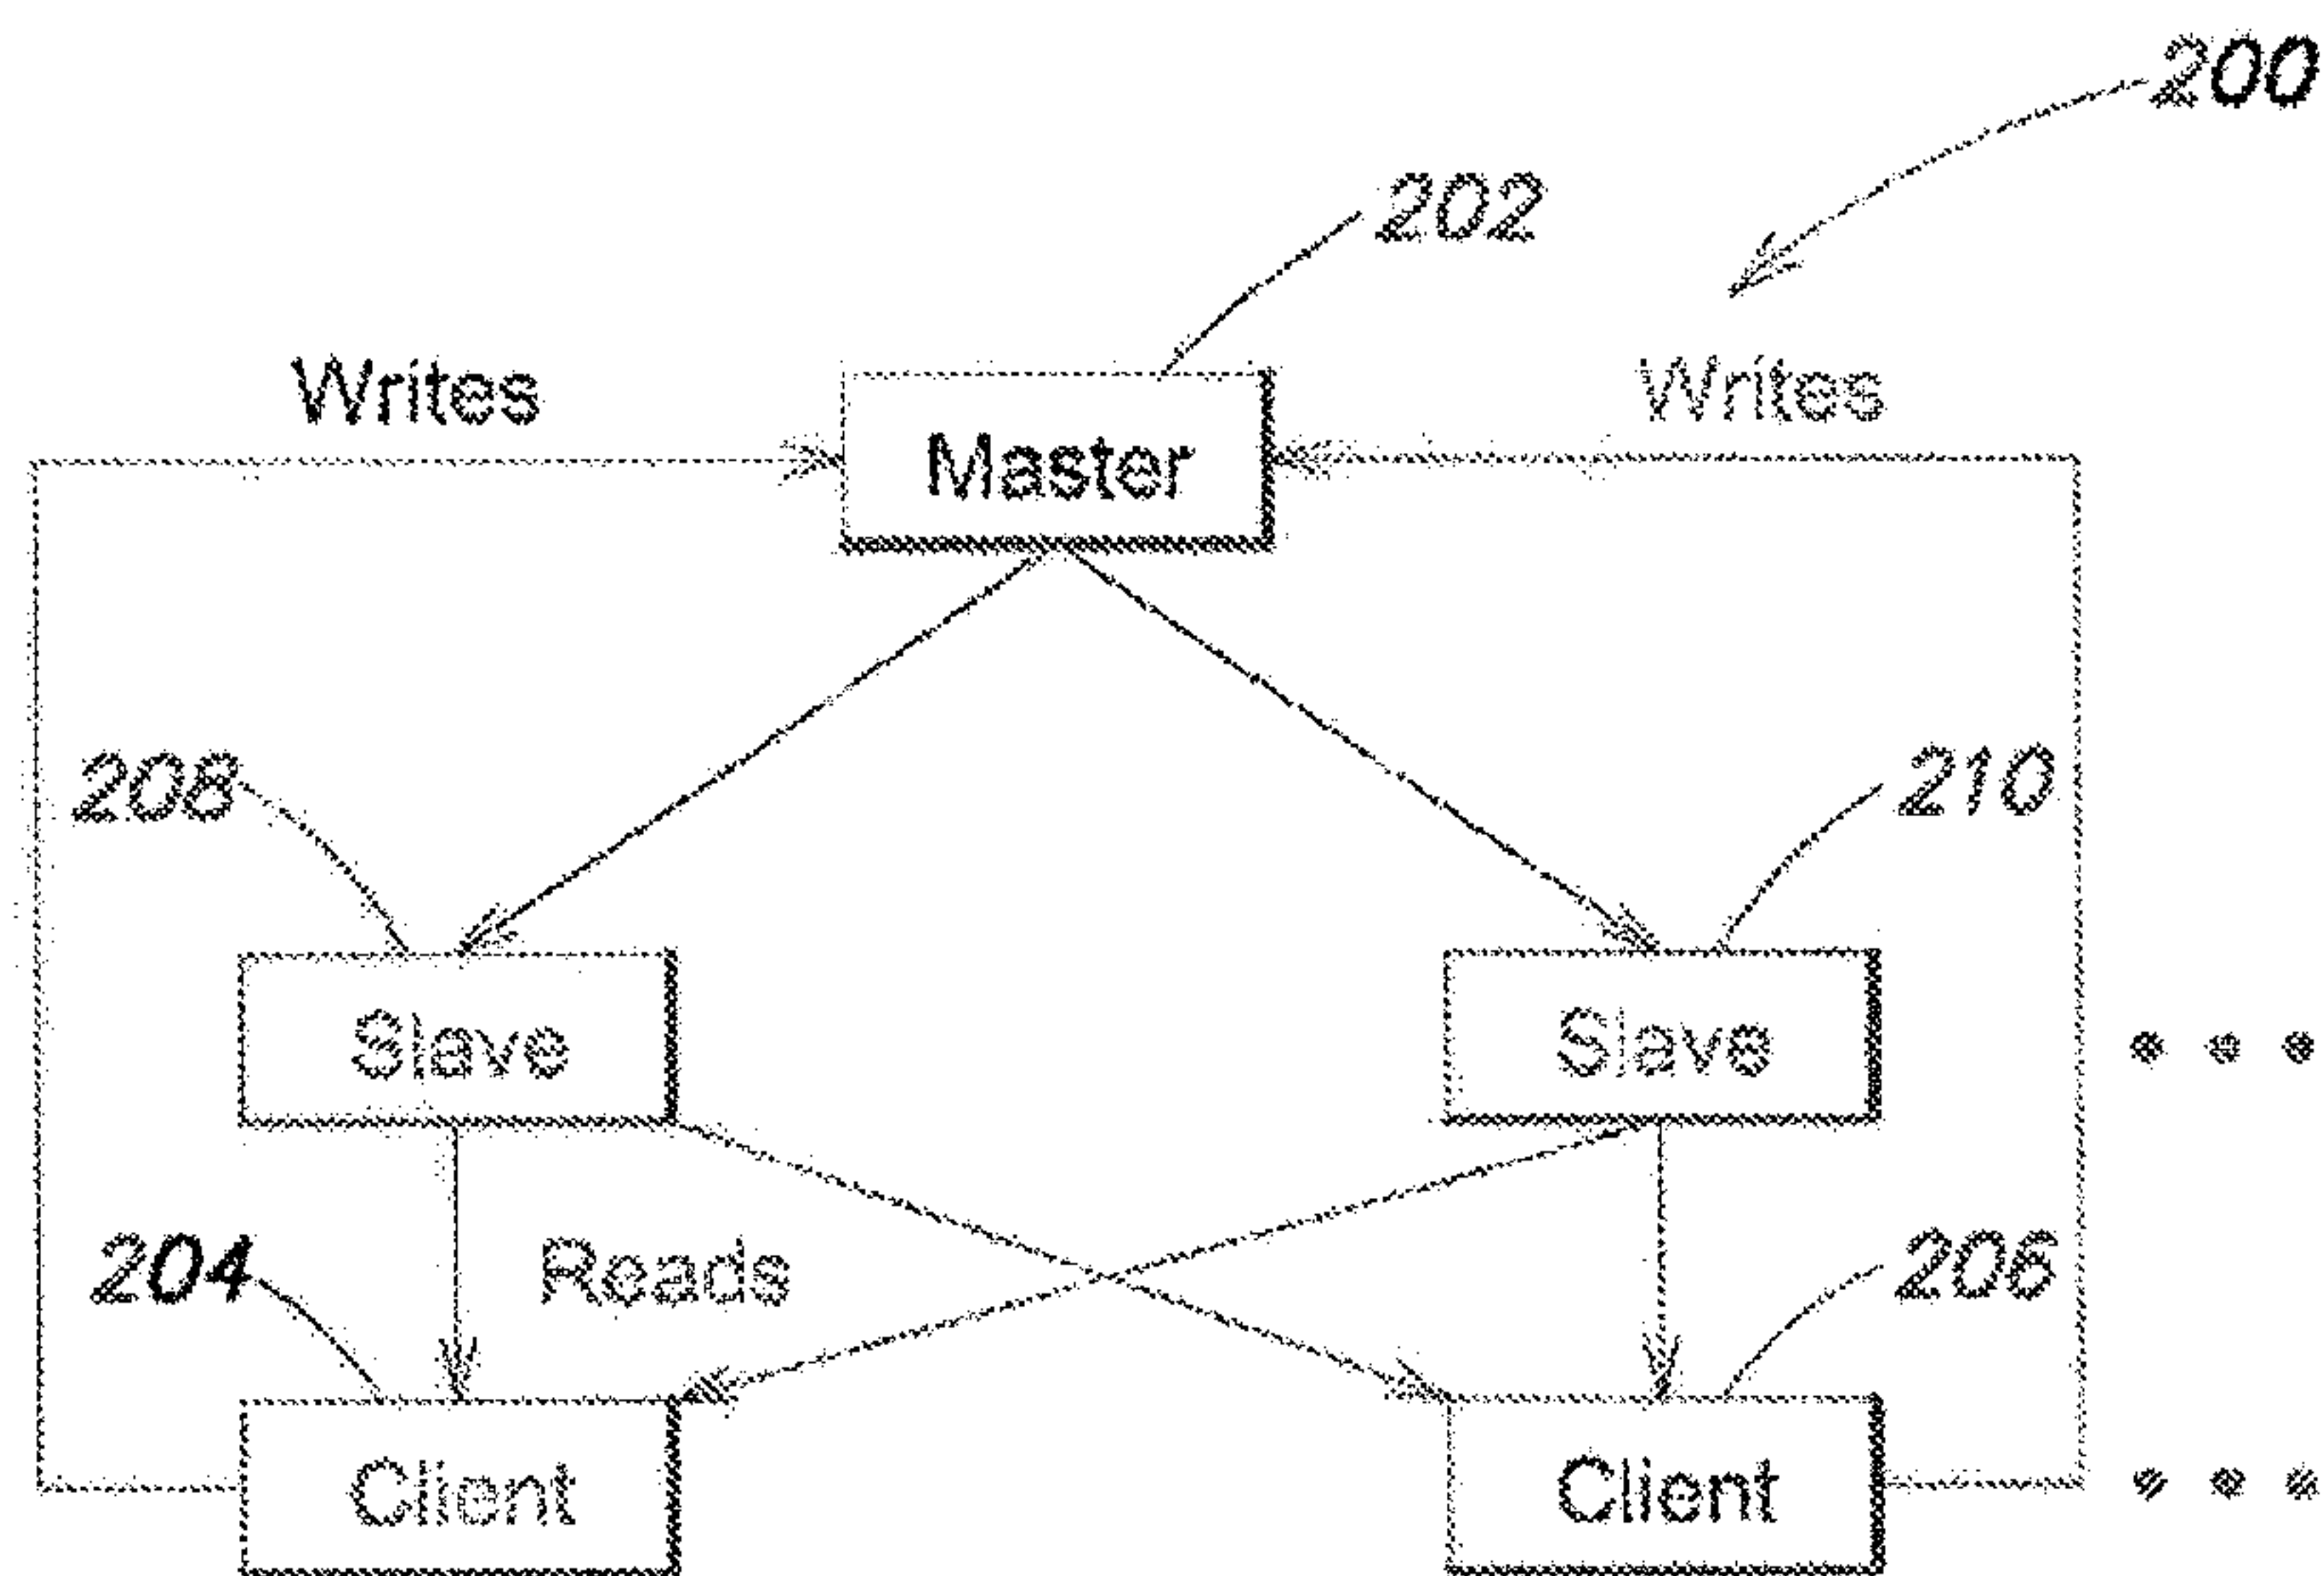 200
202
Writes
Writes
Master
208
210
Slave
Slave
204
Reads
206
Client
Client